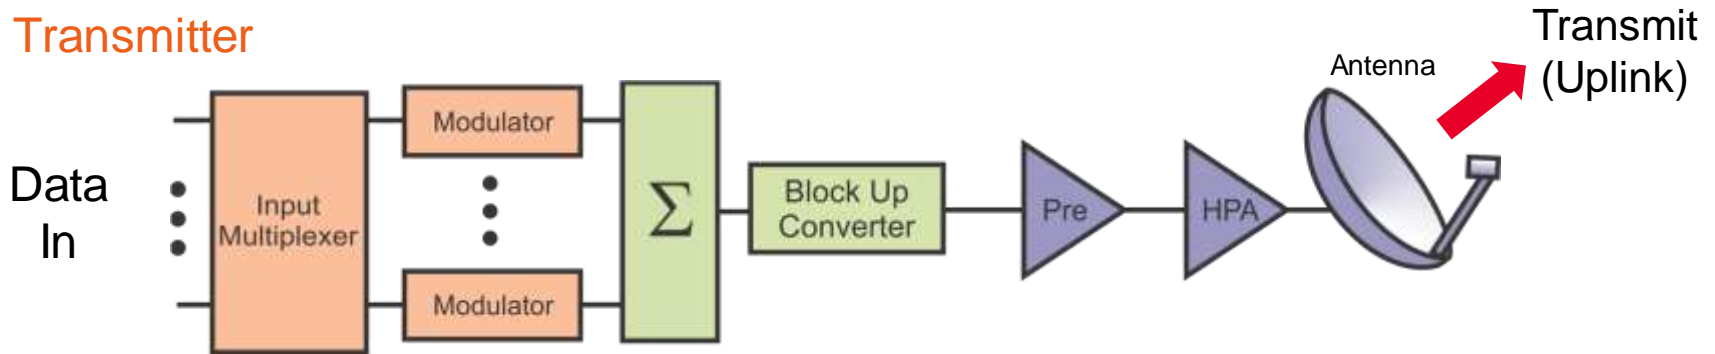 Transmitter
Data
In
Input
Multiplexer
Modulator
Modulator
Σ
Block Up
Converter
Pre
HPA
Antenna
Transmit
(Uplink)